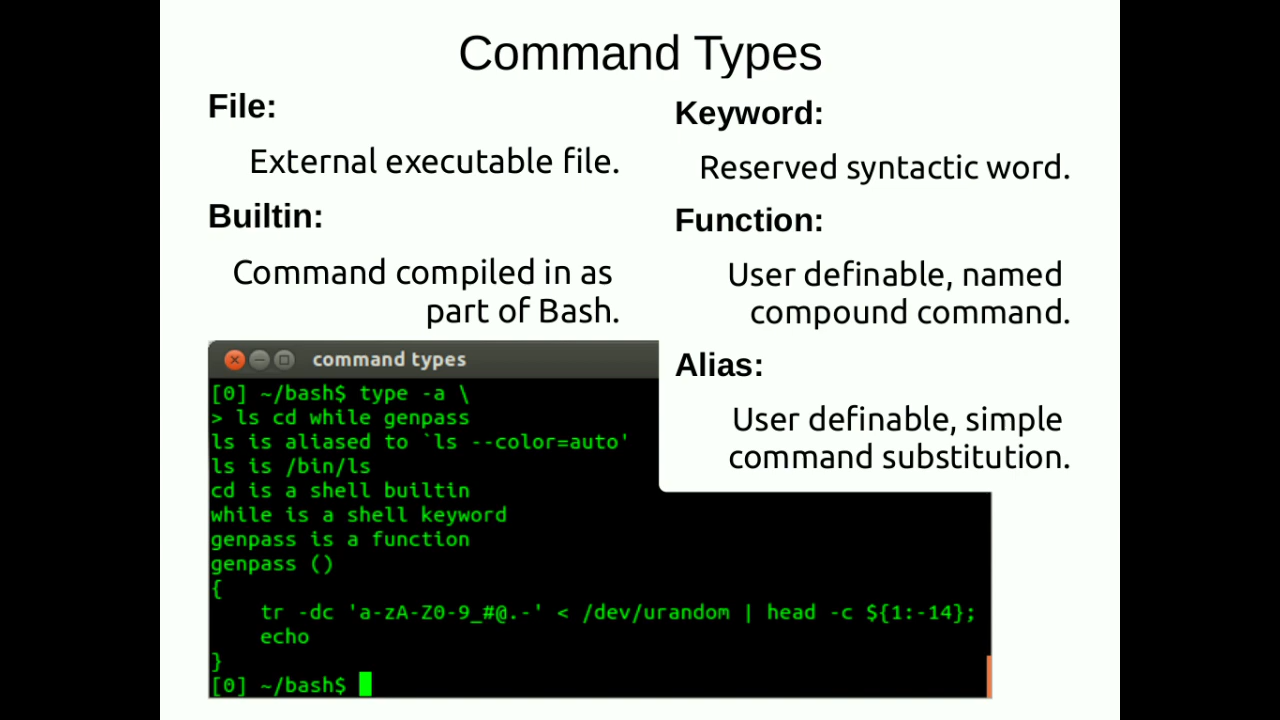 Command Types
File:
External executable file.
Builtin:
Command compiled in as
part of Bash.
Keyword:
Reserved syntactic word.
Function:
User definable, named
compound command.
Alias:
User definable, simple
command substitution.
command types
[0] ~/bash$ type -a \
> ls cd while genpass
ls is aliased to `ls --color=auto'
ls is /bin/ls
cd is a shell builtin
while is a shell keyword
genpass is a function
genpass ()
{
    tr -dc 'a-zA-Z0-9_#@.-' < /dev/urandom | head -c ${1:-14};
    echo
}
[0] ~/bash$